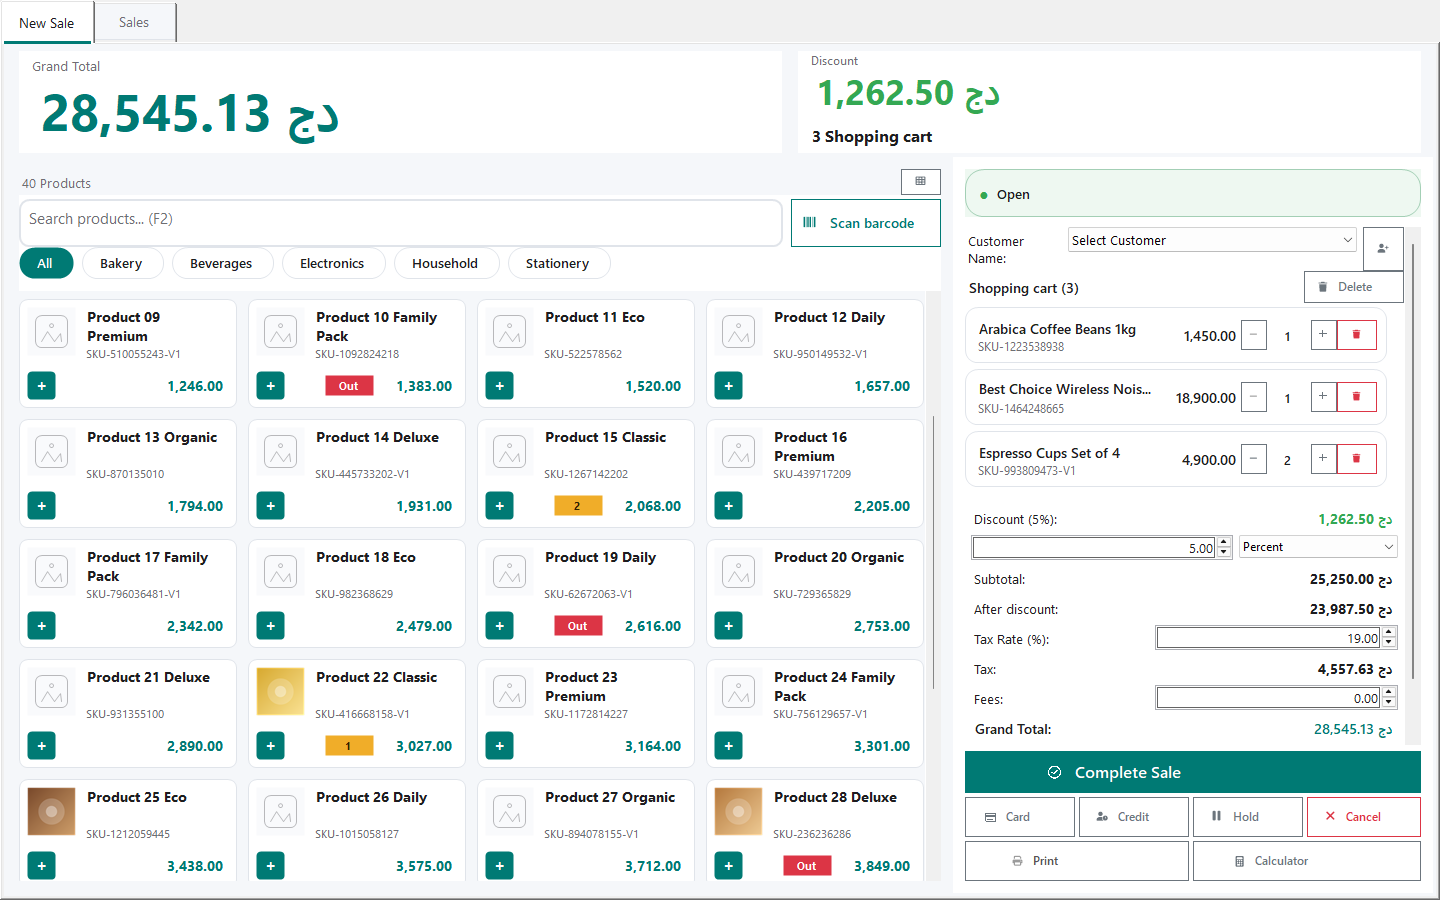 New Sale
Sales
Grand Total
28,545.13 دج
Discount
1,262.50 دج
3 Shopping cart
40 Products
Search products... (F2)
Scan barcode
All
Bakery
Beverages
Electronics
Household
Stationery
Product 09 Premium
SKU-510055243-V1
+
1,246.00
Product 10 Family Pack
SKU-1092824218
+
Out
1,383.00
Product 11 Eco
SKU-522578562
+
1,520.00
Product 12 Daily
SKU-950149532-V1
+
1,657.00
Product 13 Organic
SKU-870135010
+
1,794.00
Product 14 Deluxe
SKU-445733202-V1
+
1,931.00
Product 15 Classic
SKU-1267142202
+
2
2,068.00
Product 16 Premium
SKU-439717209
+
2,205.00
Product 17 Family Pack
SKU-796036481-V1
+
2,342.00
Product 18 Eco
SKU-982368629
+
2,479.00
Product 19 Daily
SKU-62672063-V1
+
Out
2,616.00
Product 20 Organic
SKU-729365829
+
2,753.00
Product 21 Deluxe
SKU-931355100
+
2,890.00
Product 22 Classic
SKU-416668158-V1
+
1
3,027.00
Product 23 Premium
SKU-1172814227
+
3,164.00
Product 24 Family Pack
SKU-756129657-V1
+
3,301.00
Product 25 Eco
SKU-1212059445
+
3,438.00
Product 26 Daily
SKU-1015058127
+
3,575.00
Product 27 Organic
SKU-894078155-V1
+
3,712.00
Product 28 Deluxe
SKU-236236286
+
Out
3,849.00
Open
Customer Name:
Select Customer
Shopping cart (3)
Delete
Arabica Coffee Beans 1kg
SKU-1223538938
1,450.00
−
1
+
Best Choice Wireless Nois...
SKU-1464248665
18,900.00
−
1
+
Espresso Cups Set of 4
SKU-993809473-V1
4,900.00
−
2
+
Discount (5%):
1,262.50 دج
5.00
Percent
Subtotal:
25,250.00 دج
After discount:
23,987.50 دج
Tax Rate (%):
19.00
Tax:
4,557.63 دج
Fees:
0.00
Grand Total:
28,545.13 دج
Complete Sale
Card
Credit
Hold
Cancel
Print
Calculator